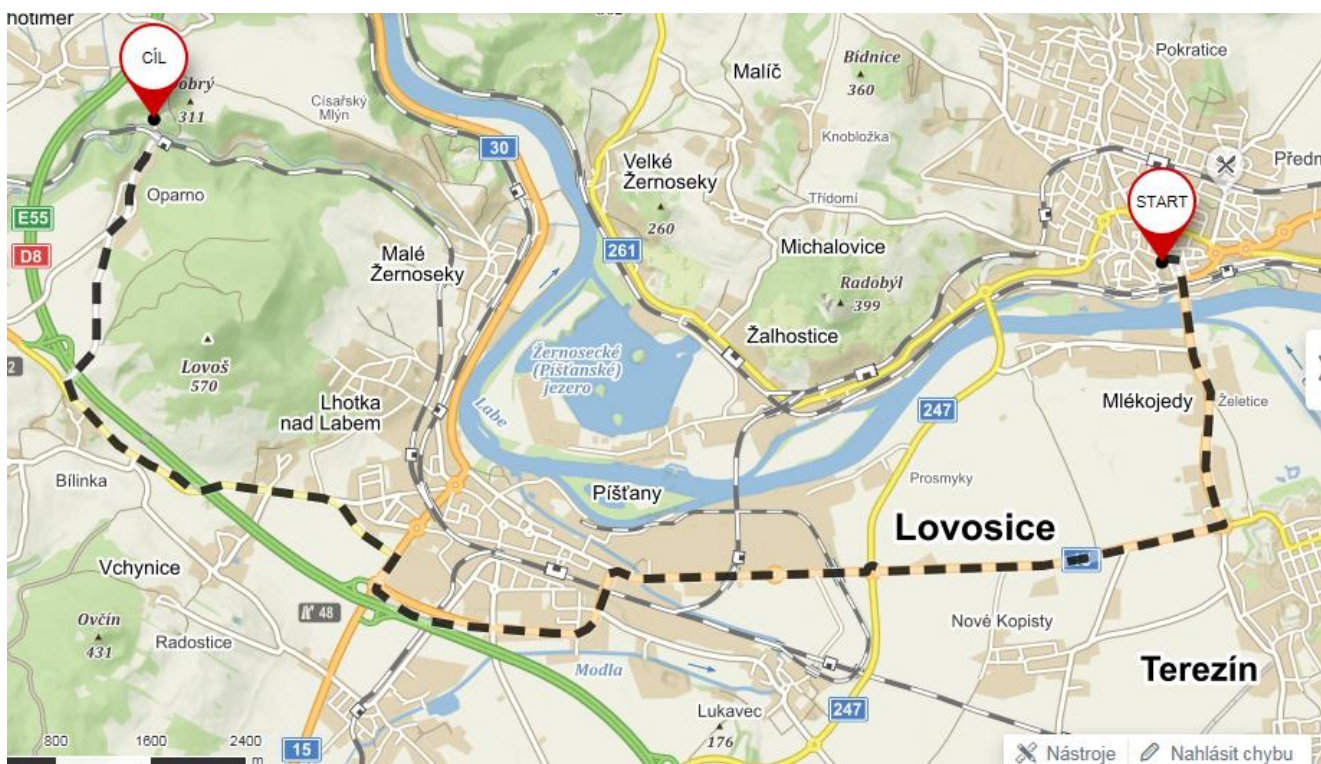 hotiměř
CÍL
Dobrý
311
Císařský
Mlýn
30
Malíč
Bídnice
360
Pokratice
Knobložka
Velké
Žernoseky
260
Třídomí
START
Předm
E55
D8
Oparno
Malé
Žernoseky
261
Michalovice
Radobýl
399
Žalhostice
Lovoš
570
Žernosecké
(Píšťanské)
jezero
Lhotka
nad Labem
Labe
247
Mlékojedy
Želetice
2
Bílinka
Píšťany
Prosmyky
Lovosice
Vchynice
48
Ovčín
431
Radostice
Nové Kopisty
Terezín
Modla
Lukavec
176
247
15
800 1600 2400
m
Nástroje
Nahlásit chybu